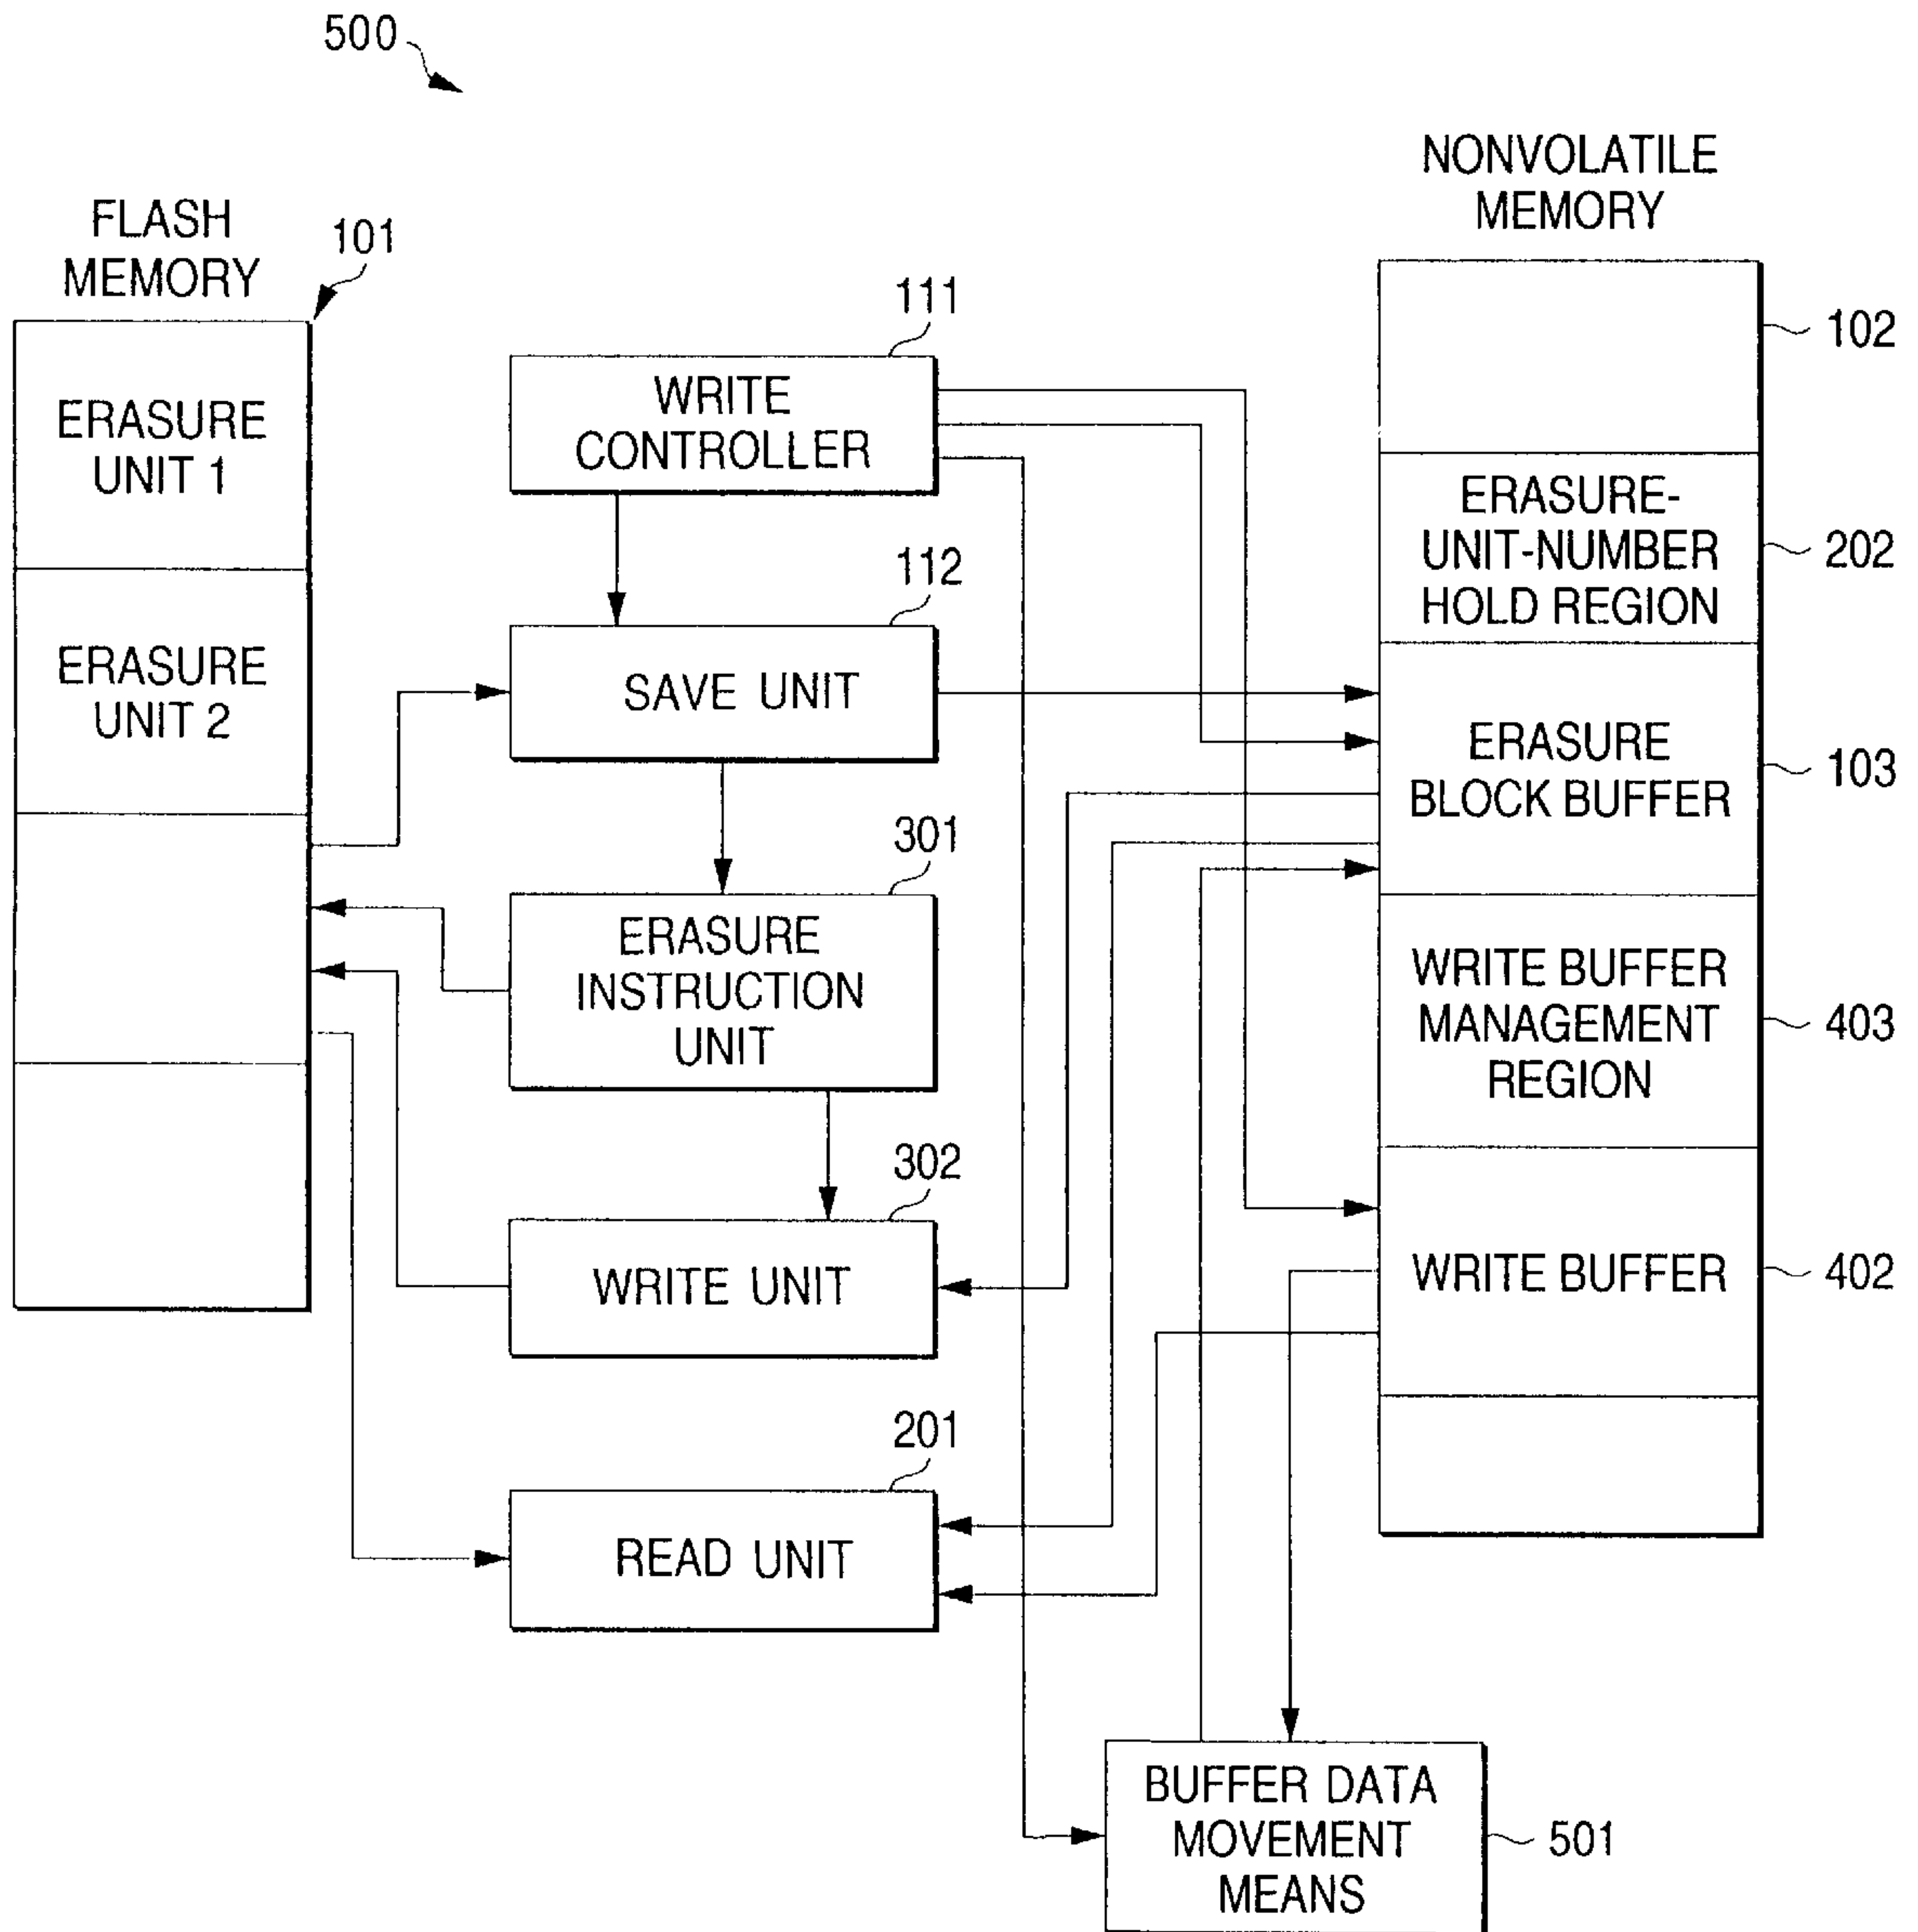 500
NONVOLATILE
MEMORY
FLASH
MEMORY
101
111
102
ERASURE
UNIT 1
WRITE
CONTROLLER
ERASURE-
UNIT-NUMBER
HOLD REGION
202
112
ERASURE
UNIT 2
SAVE UNIT
ERASURE
BLOCK BUFFER
103
301
ERASURE
INSTRUCTION
UNIT
WRITE BUFFER
MANAGEMENT
REGION
403
302
WRITE UNIT
WRITE BUFFER
402
201
READ UNIT
BUFFER DATA
MOVEMENT
MEANS
501